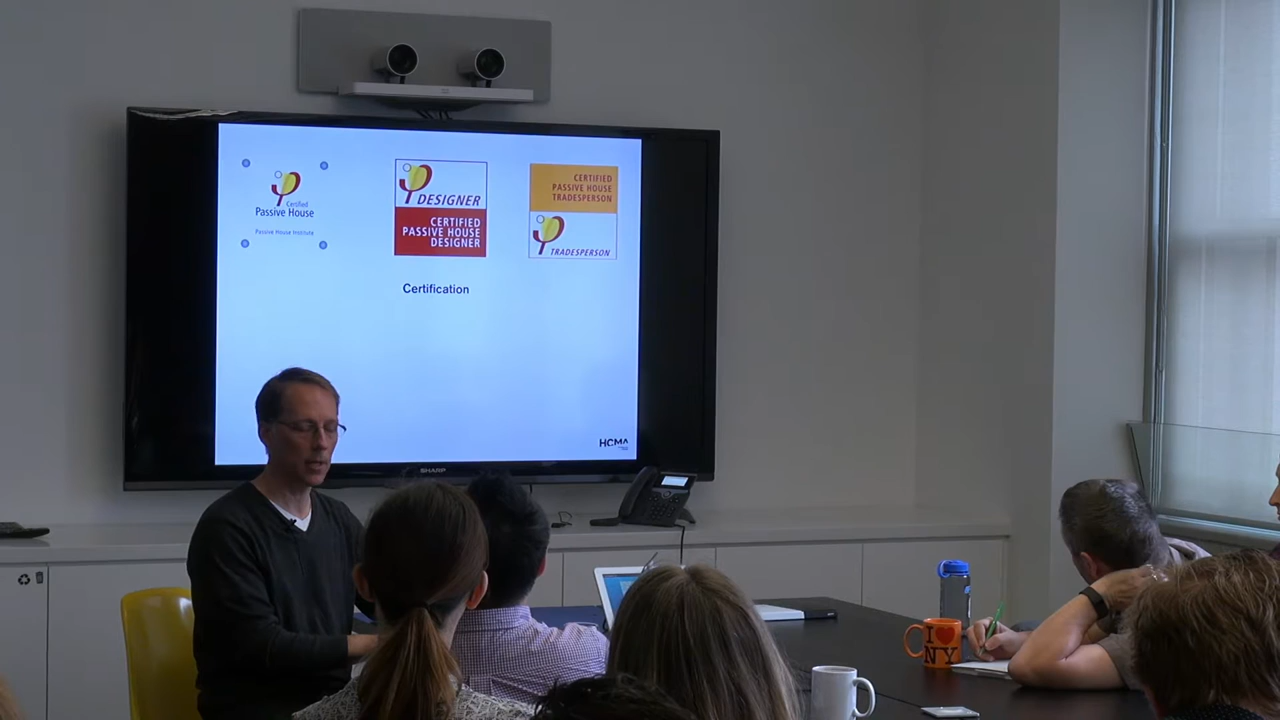 Certified
Passive House
Passive House Institute
DESIGNER
CERTIFIED
PASSIVE HOUSE
DESIGNER
CERTIFIED
PASSIVE HOUSE
TRADESPERSON
TRADESPERSON
Certification
HCMA
SHARP
I NY